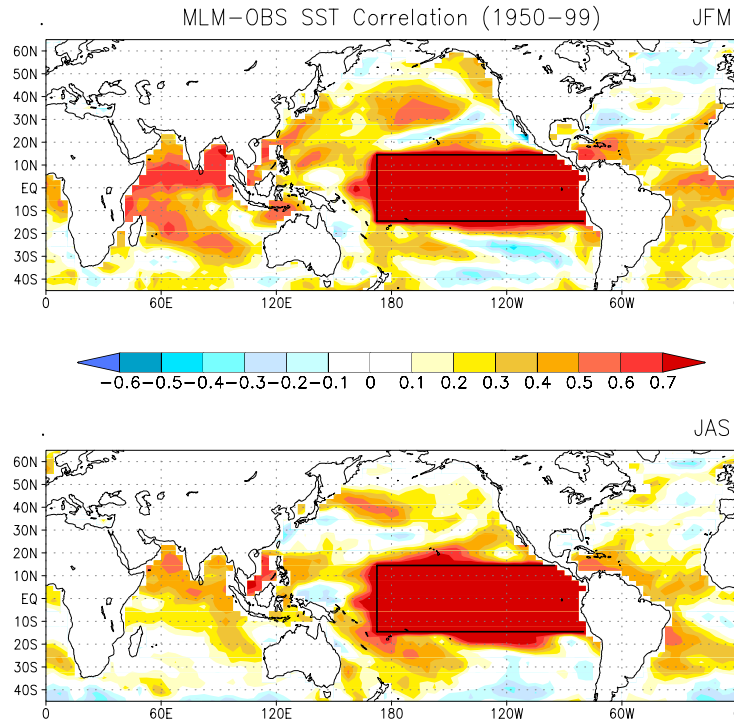 MLM-OBS SST Correlation (1950-99) JFM
60N
50N
40N
30N
20N
10N
EQ
10S
20S
30S
40S
0 60E 120E 180 120W 60W 0
-0.6 -0.5 -0.4 -0.3 -0.2 -0.1 0 0.1 0.2 0.3 0.4 0.5 0.6 0.7
JAS
60N
50N
40N
30N
20N
10N
EQ
10S
20S
30S
40S
0 60E 120E 180 120W 60W 0